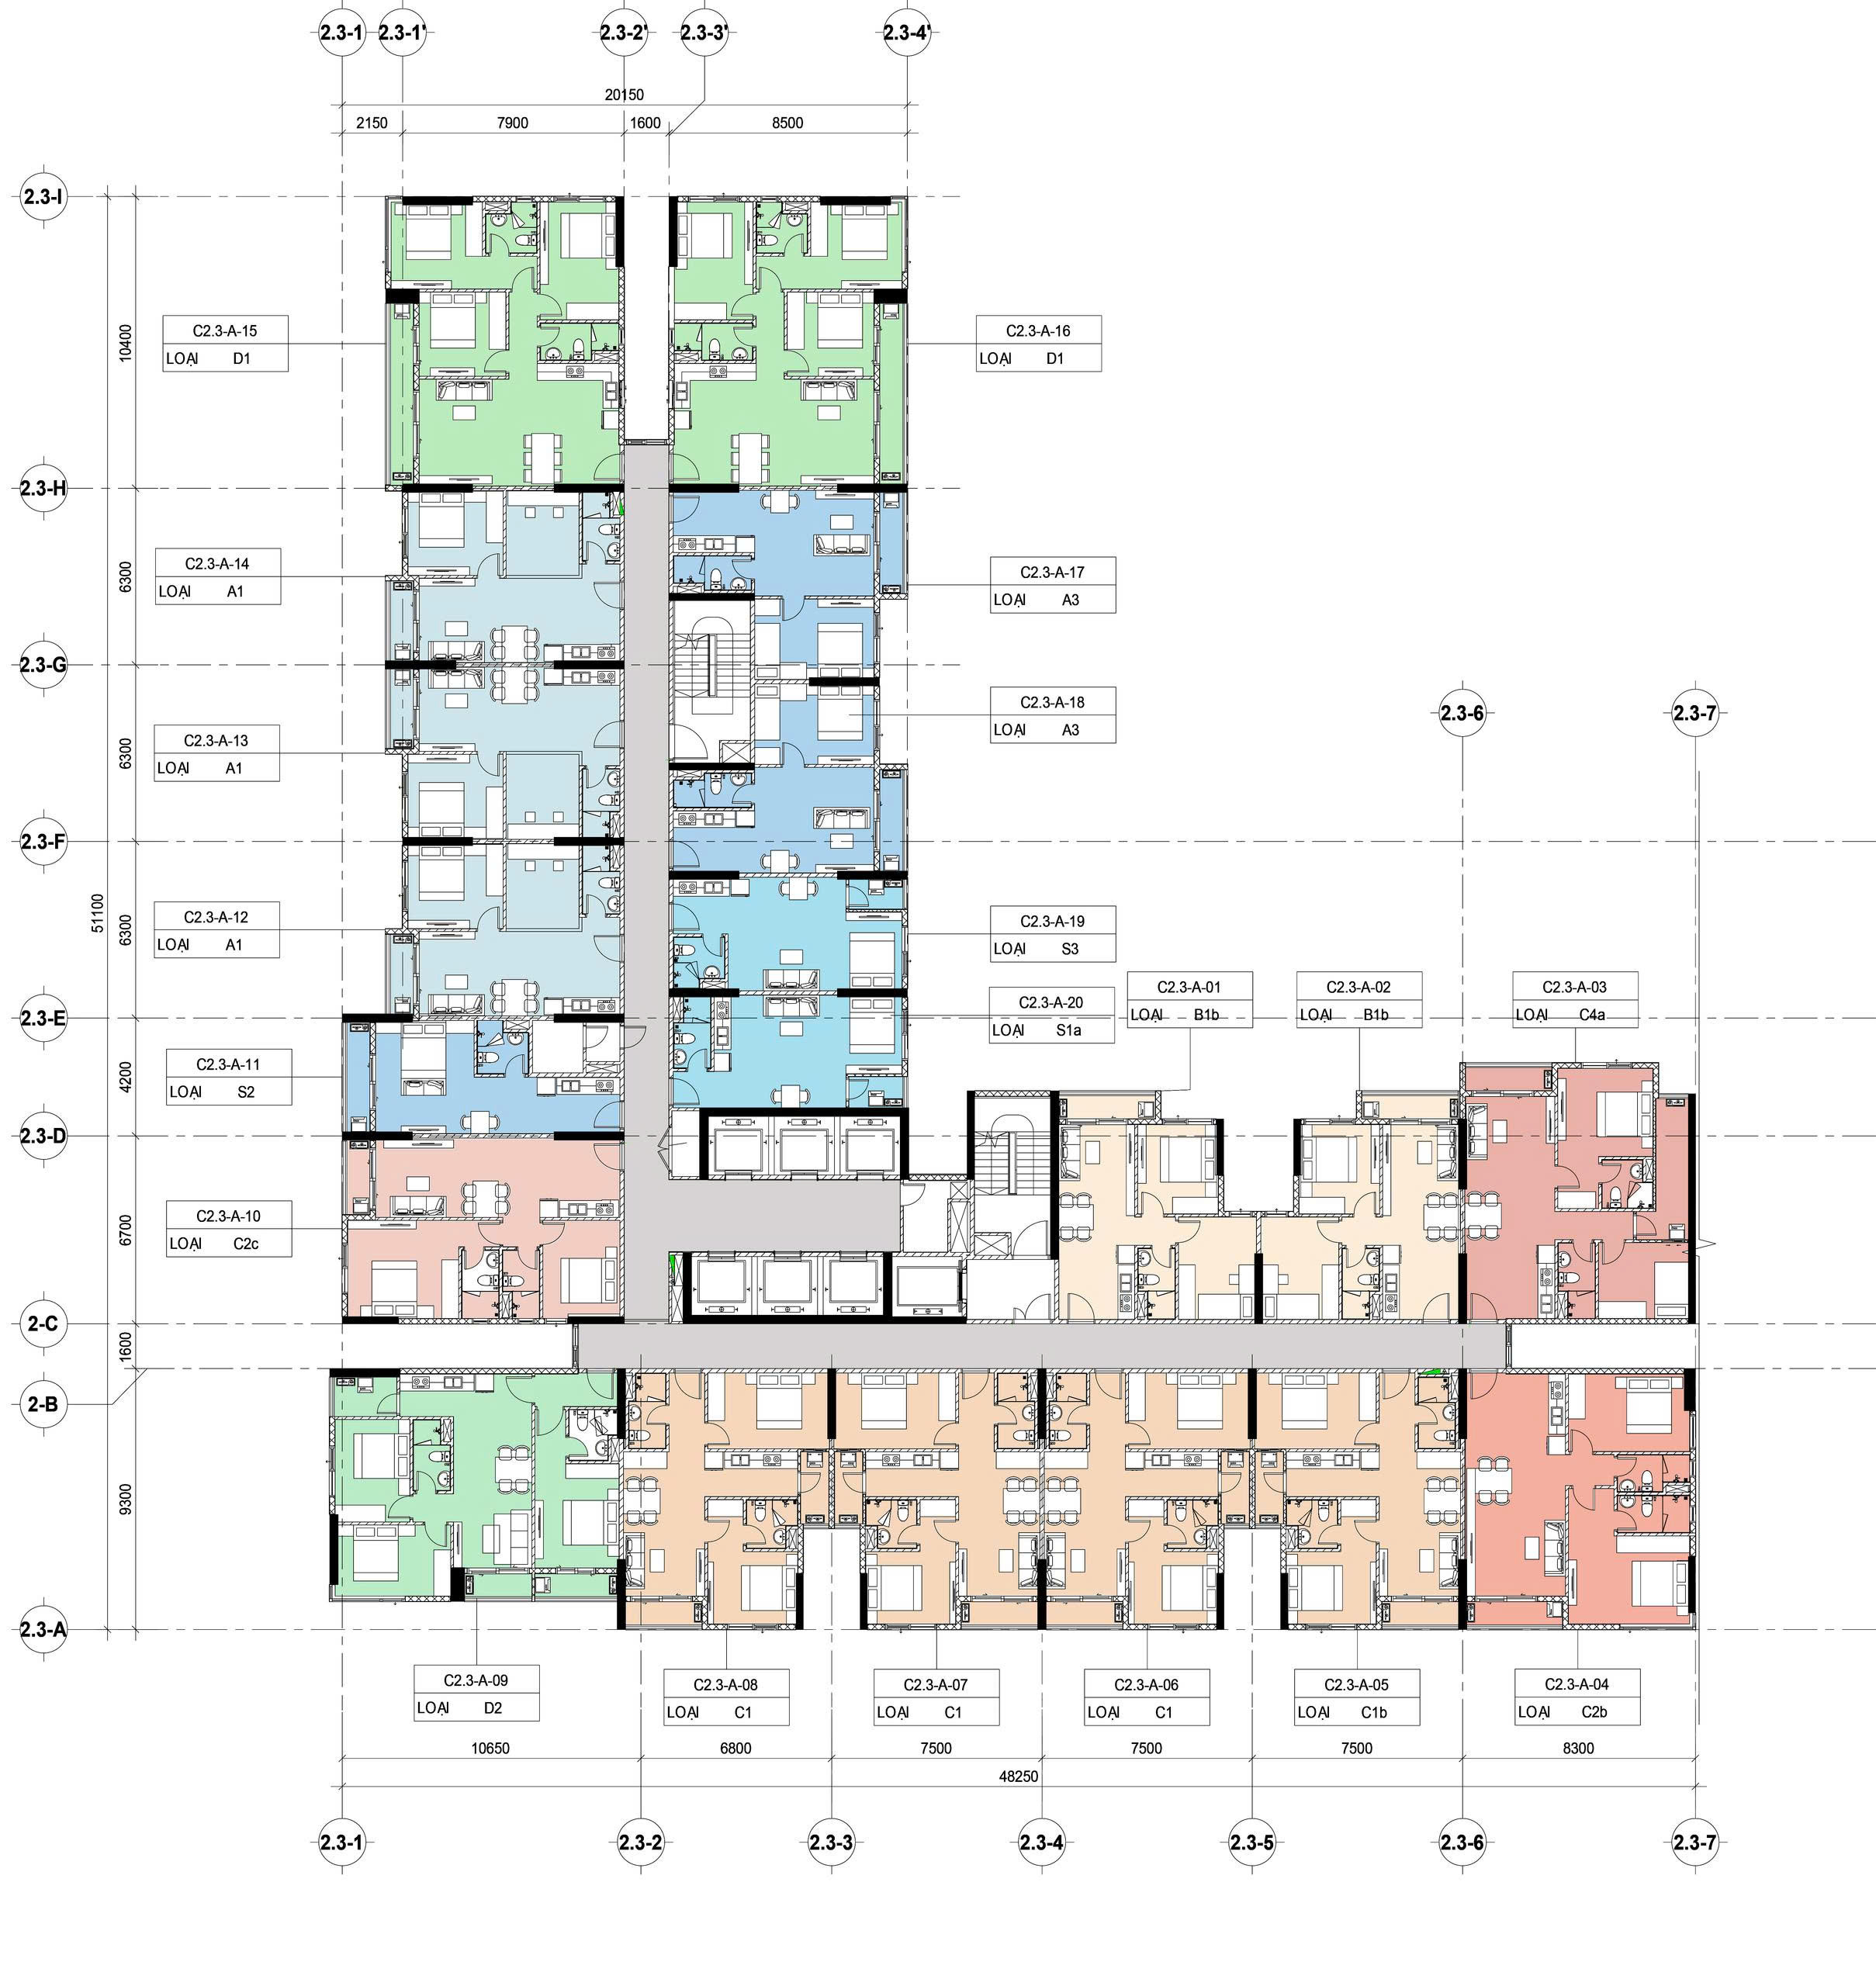 2.3-1
2.3-1'
2.3-2'
2.3-3'
2.3-4'
20150
2150
7900
1600
8500
2.3-I
10400
C2.3-A-15
LOẠI D1
C2.3-A-16
LOẠI D1
2.3-H
6300
C2.3-A-14
LOẠI A1
C2.3-A-17
LOẠI A3
2.3-G
6300
C2.3-A-13
LOẠI A1
C2.3-A-18
LOẠI A3
2.3-6
2.3-7
2.3-F
51100
6300
C2.3-A-12
LOẠI A1
C2.3-A-19
LOẠI S3
2.3-E
C2.3-A-20
LOẠI S1a
C2.3-A-01
LOẠI B1b
C2.3-A-02
LOẠI B1b
C2.3-A-03
LOẠI C4a
4200
C2.3-A-11
LOẠI S2
2.3-D
6700
C2.3-A-10
LOẠI C2c
2-C
1600
2-B
9300
2.3-A
C2.3-A-09
LOẠI D2
C2.3-A-08
LOẠI C1
C2.3-A-07
LOẠI C1
C2.3-A-06
LOẠI C1
C2.3-A-05
LOẠI C1b
C2.3-A-04
LOẠI C2b
10650
6800
7500
7500
7500
8300
48250
2.3-1
2.3-2
2.3-3
2.3-4
2.3-5
2.3-6
2.3-7